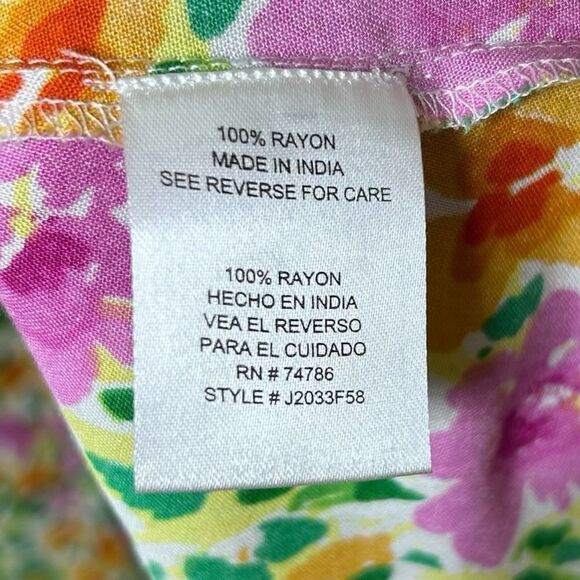 100% RAYON
MADE IN INDIA
SEE REVERSE FOR CARE
100% RAYON
HECHO EN INDIA
VEA EL REVERSO
PARA EL CUIDADO
RN # 74786
STYLE # J2033F58